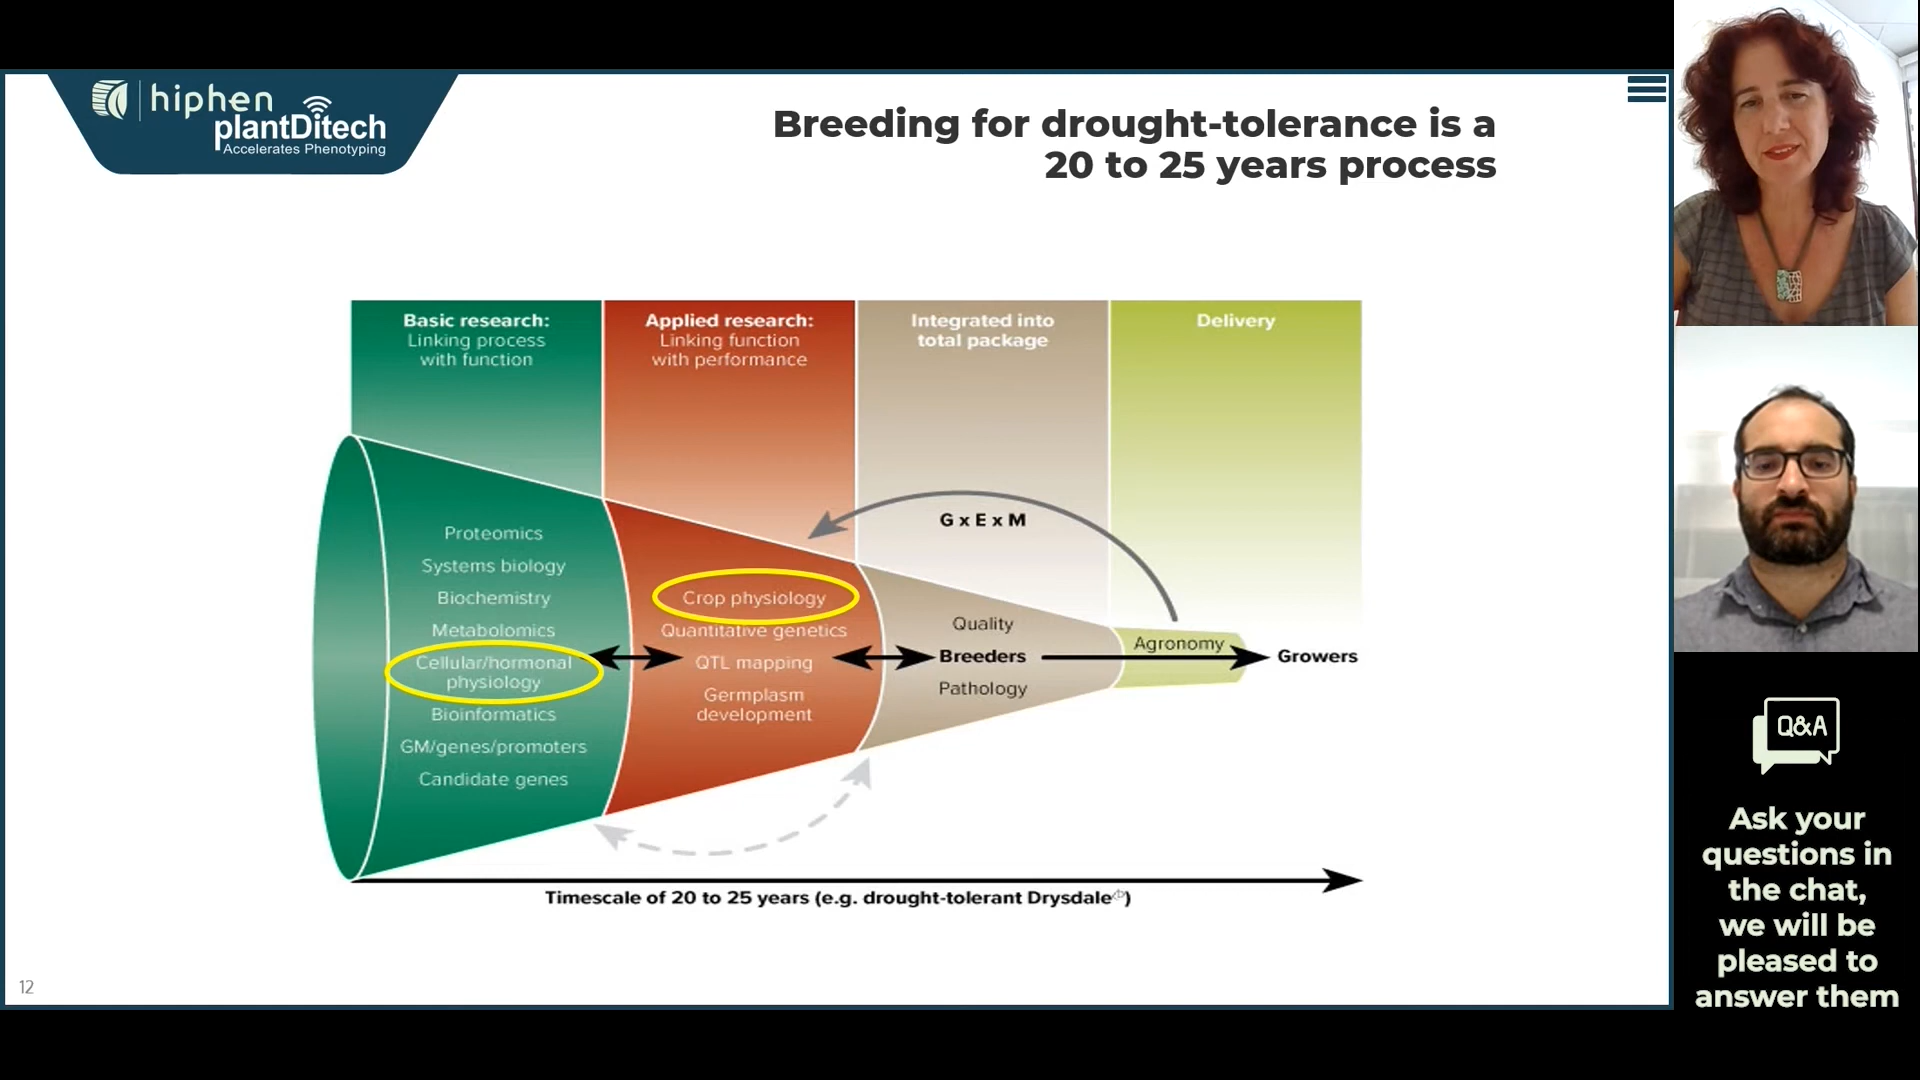 hiphen
plantDitech
Accelerates Phenotyping
Breeding for drought-tolerance is a
20 to 25 years process
Basic research:
Linking process
with function
Applied research:
Linking function
with performance
Integrated into
total package
Delivery
Proteomics
Systems biology
Biochemistry
Metabolomics
Cellular/hormonal
physiology
Bioinformatics
GM/genes/promoters
Candidate genes
Crop physiology
Quantitative genetics
QTL mapping
Germplasm
development
G x E x M
Quality
Breeders
Pathology
Agronomy
Growers
Timescale of 20 to 25 years (e.g. drought-tolerant Drysdale)
12
Q&A
Ask your
questions in
the chat,
we will be
pleased to
answer them